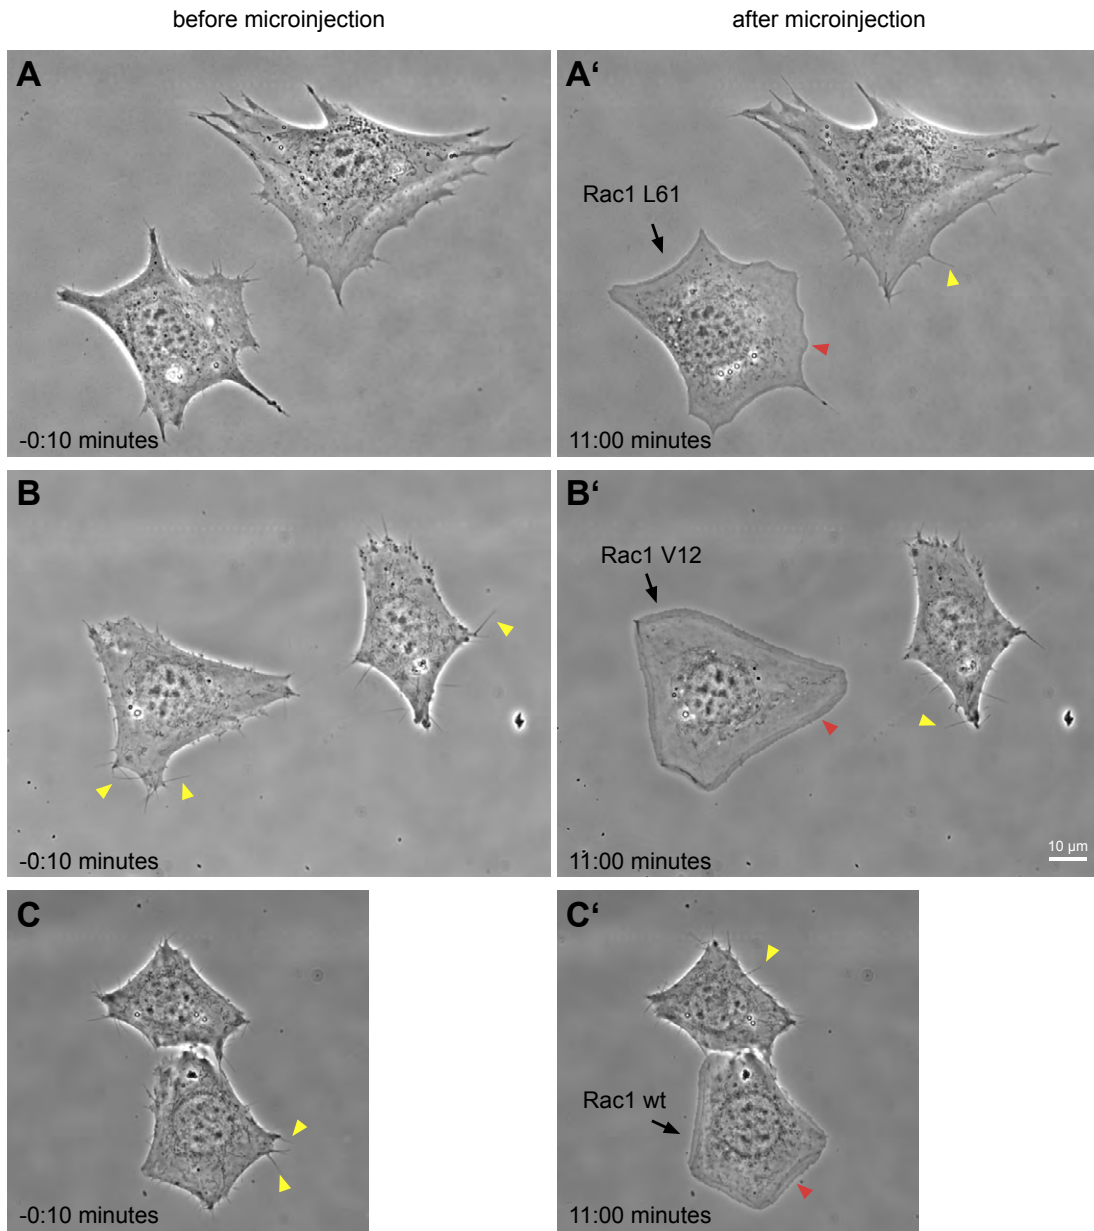 before microinjection
after microinjection
A
A‘
Rac1 L61
-0:10 minutes
11:00 minutes
B
B‘
Rac1 V12
10 µm
-0:10 minutes
11:00 minutes
C
C‘
Rac1 wt
-0:10 minutes
11:00 minutes